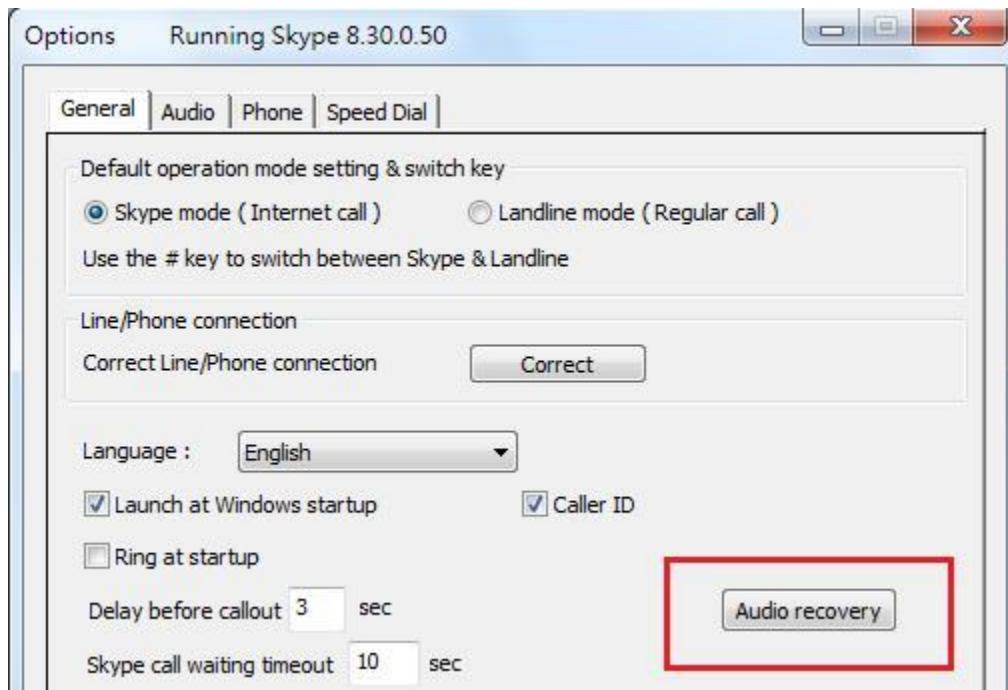 Options Running Skype 8.30.0.50
General Audio Phone Speed Dial
Default operation mode setting & switch key
Skype mode ( Internet call ) Landline mode ( Regular call )
Use the # key to switch between Skype & Landline
Line/Phone connection
Correct Line/Phone connection Correct
Language : English
Launch at Windows startup Caller ID
Ring at startup
Delay before callout 3 sec Audio recovery
Skype call waiting timeout 10 sec